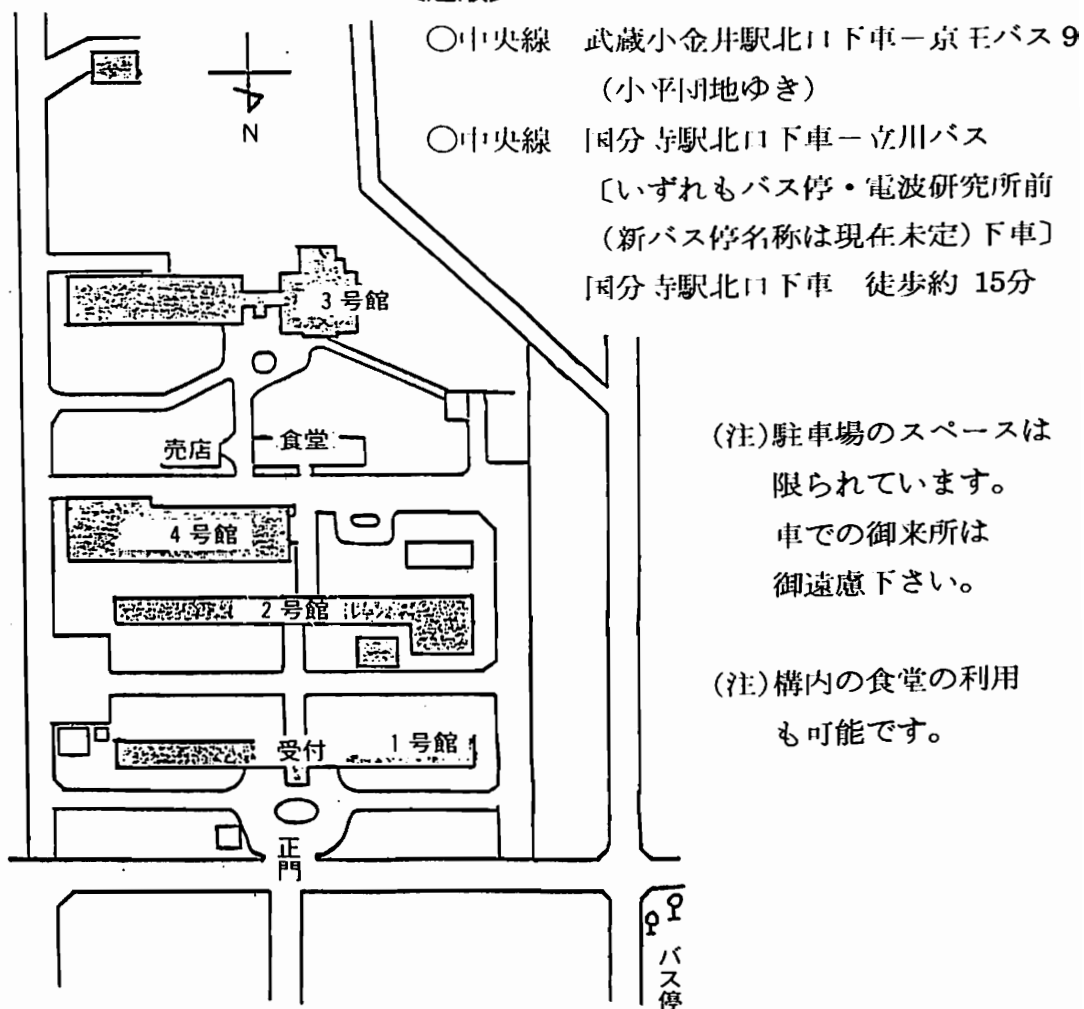 ○中央線　武蔵小金井駅北口下車－京王バス9
(小平団地ゆき)
○中央線　国分寺駅北口下車－立川バス
〔いずれもバス停・電波研究所前
(新バス停名称は現在未定)下車〕
国分寺駅北口下車　徒歩約 15分
N
3号館
売店
食堂
4号館
2号館
受付
1号館
正門
バス停
(注)駐車場のスペースは
限られています。
車での御来所は
御遠慮下さい。
(注)構内の食堂の利用
も可能です。